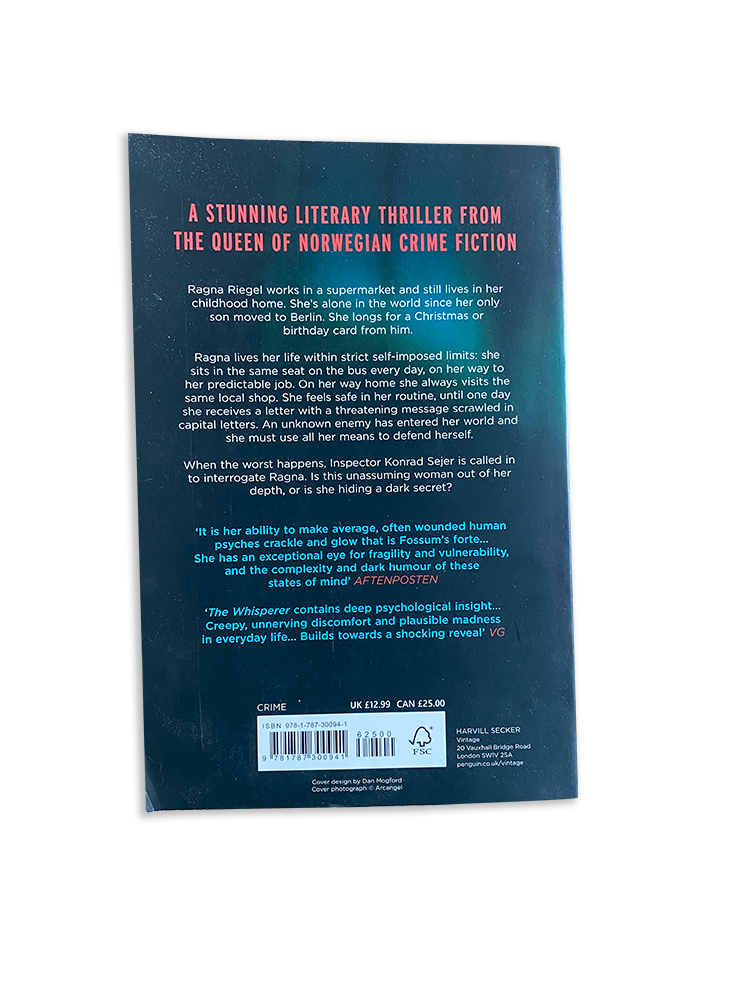 A STUNNING LITERARY THRILLER FROM
THE QUEEN OF NORWEGIAN CRIME FICTION
Ragna Riegel works in a supermarket and still lives in her
childhood home. She's alone in the world since her only
son moved to Berlin. She longs for a Christmas or
birthday card from him.
Ragna lives her life within strict self-imposed limits: she
sits in the same seat on the bus every day, on her way to
her predictable job. On her way home she always visits the
same local shop. She feels safe in her routine, until one day
she receives a letter with a threatening message scrawled in
capital letters. An unknown enemy has entered her world and
she must use all her means to defend herself.
When the worst happens, Inspector Konrad Sejer is called in
to interrogate Ragna. Is this unassuming woman out of her
depth, or is she hiding a dark secret?
'It is her ability to make average, often wounded human
psyches crackle and glow that is Fossum's forte...
She has an exceptional eye for fragility and vulnerability,
and the complexity and dark humour of these
states of mind' AFTENPOSTEN
'The Whisperer contains deep psychological insight...
Creepy, unnerving discomfort and plausible madness
in everyday life... Builds towards a shocking reveal' VG
CRIME UK £12.99 CAN £25.00
ISBN 978-1-787-30094-1
62500
9 781787 300941
FSC
HARVILL SECKER
Vintage
20 Vauxhall Bridge Road
London SW1V 2SA
penguin.co.uk/vintage
Cover design by Dan Mogford
Cover photograph © Arcangel